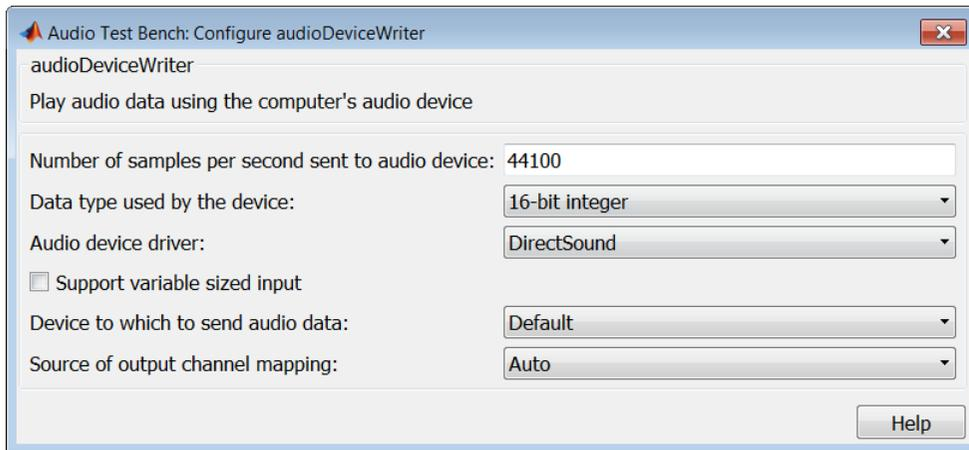 Audio Test Bench: Configure audioDeviceWriter
audioDeviceWriter
Play audio data using the computer's audio device
Number of samples per second sent to audio device: 44100
Data type used by the device: 16-bit integer
Audio device driver: DirectSound
Support variable sized input
Device to which to send audio data: Default
Source of output channel mapping: Auto
Help